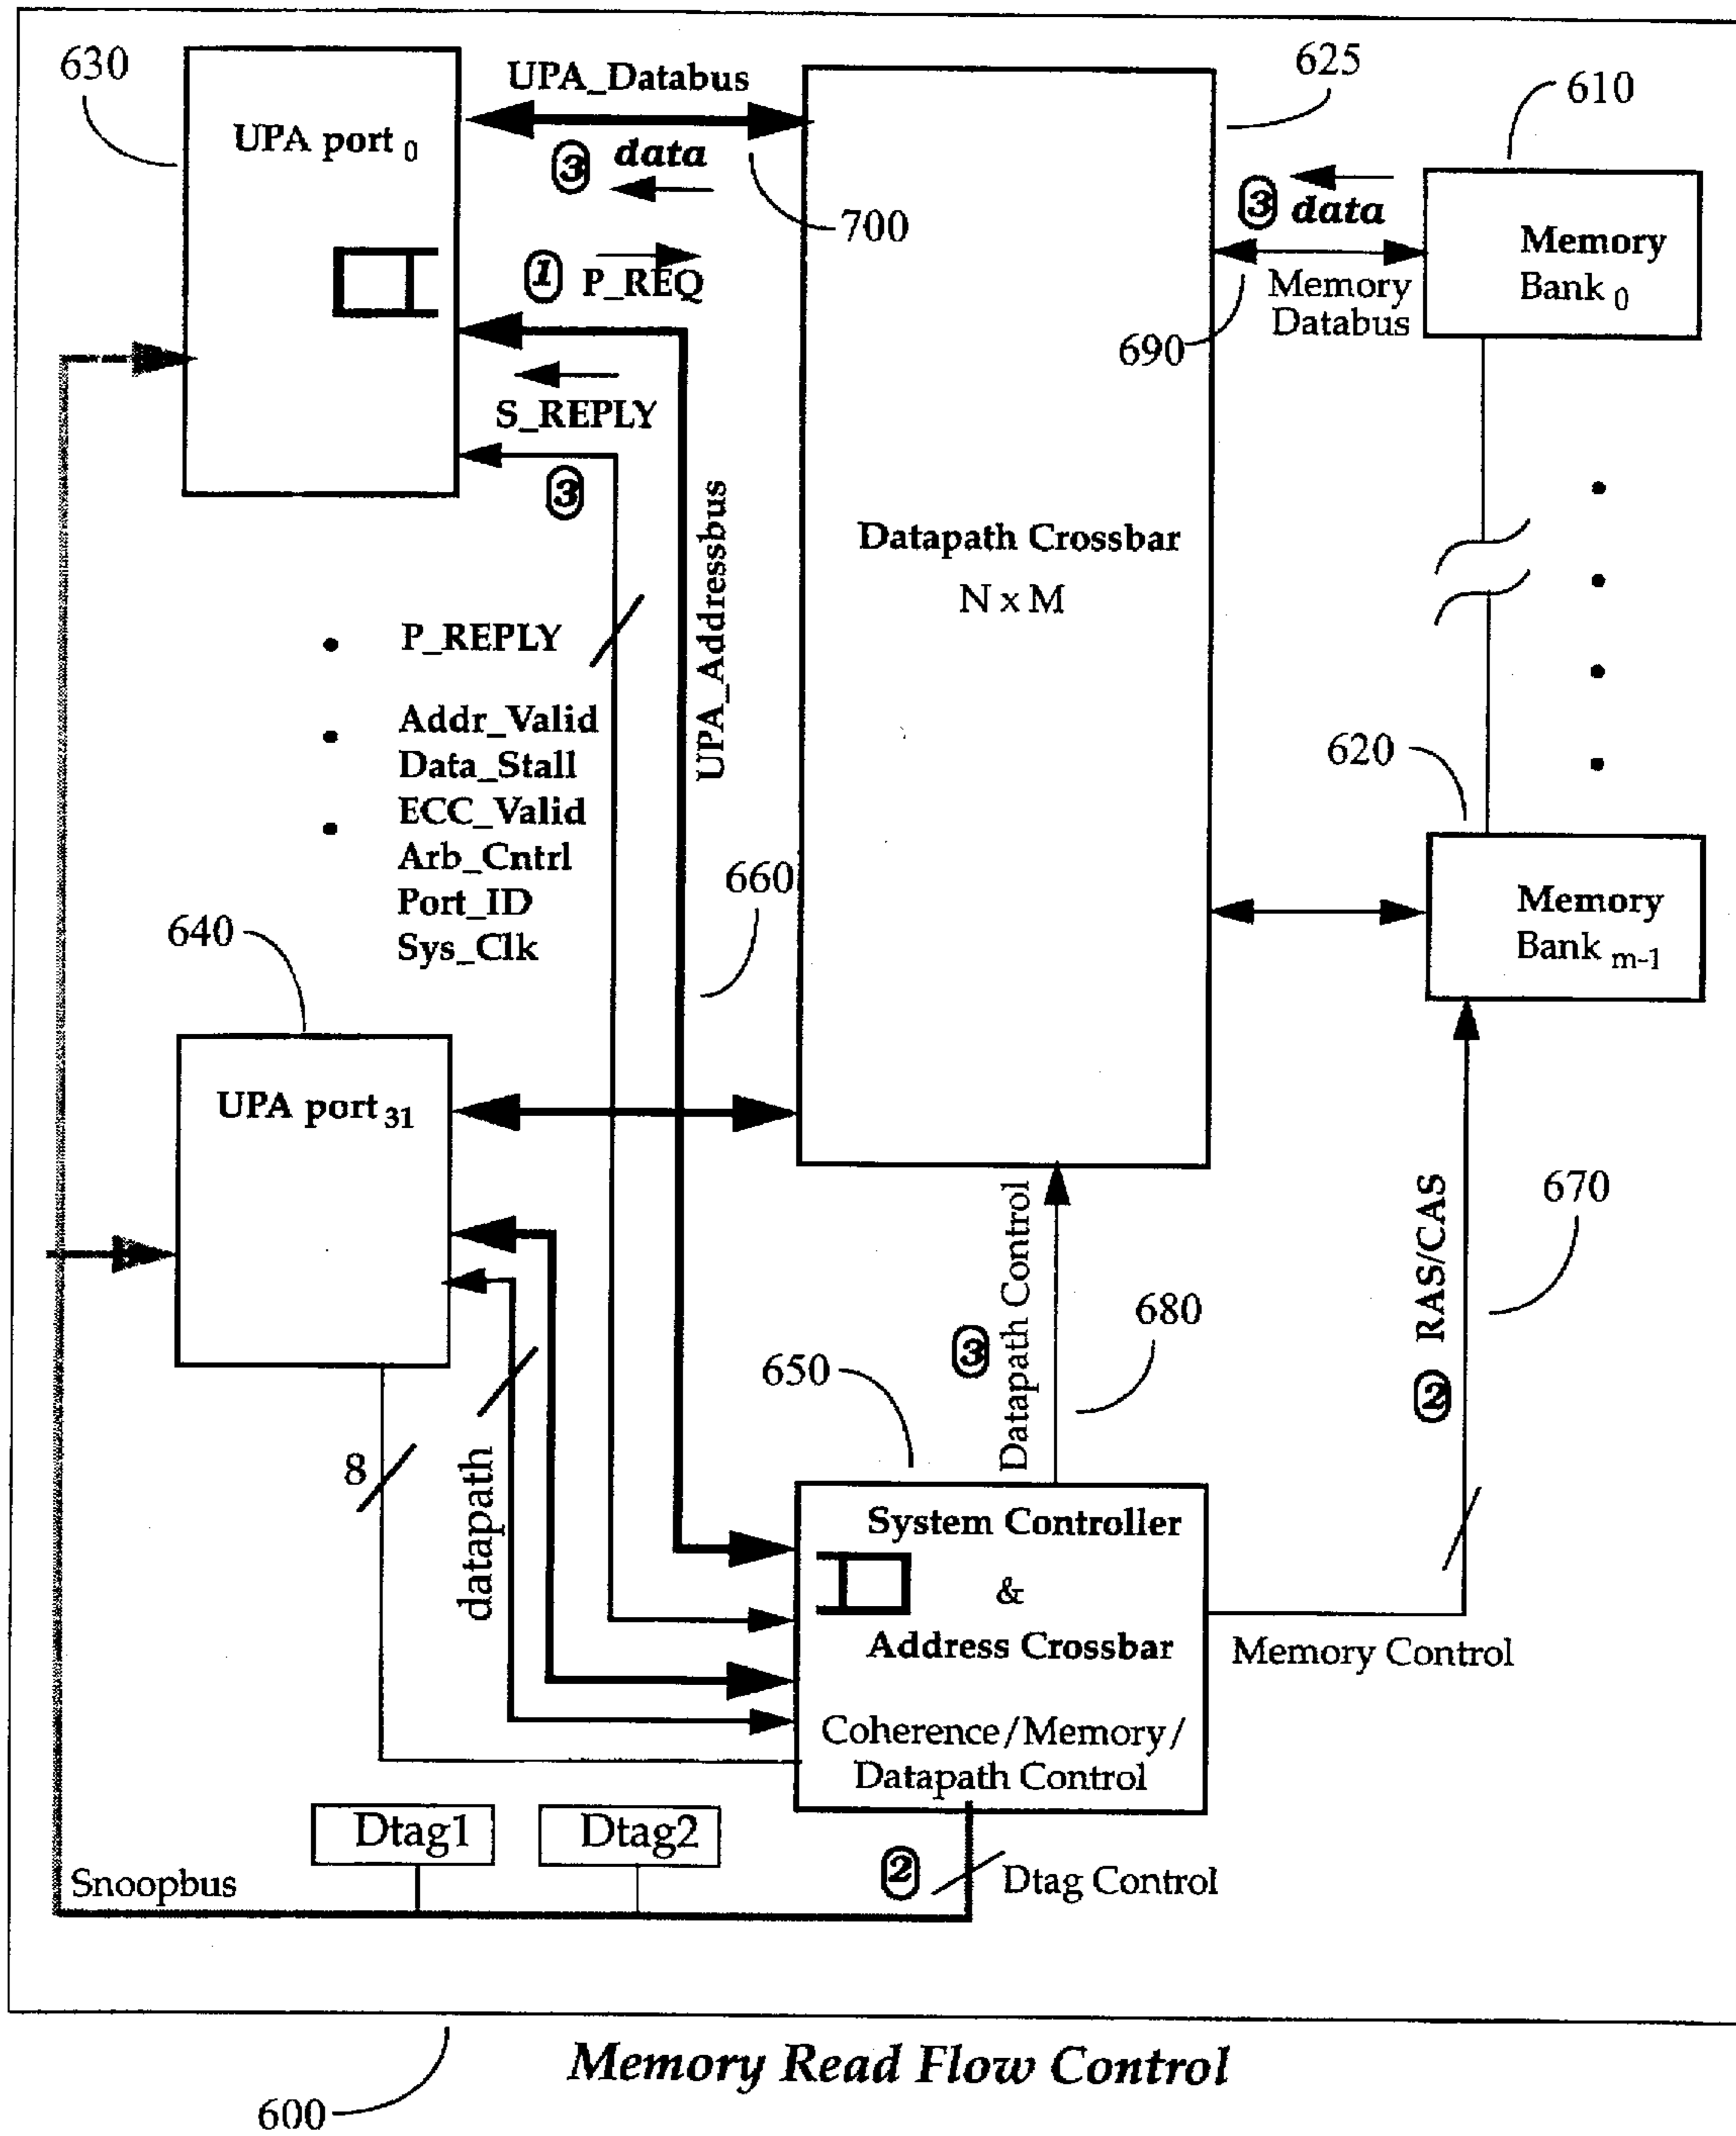 630
UPA port 0
UPA_Databus
3 data
700
625
610
3 data
Memory
Bank 0
Memory
Databus
690
1 P_REQ
S_REPLY
3
UPA_Addressbus
Datapath Crossbar
N x M
• P_REPLY
• Addr_Valid
Data_Stall
• ECC_Valid
Arb_Cntrl
Port_ID
Sys_Clk
660
620
Memory
Bank m-1
640
UPA port 31
3 Datapath Control
680
2 RAS/CAS
670
650
8
datapath
System Controller
&
Address Crossbar
Coherence/Memory/
Datapath Control
Memory Control
Dtag1
Dtag2
Snoopbus
2 Dtag Control
Memory Read Flow Control
600